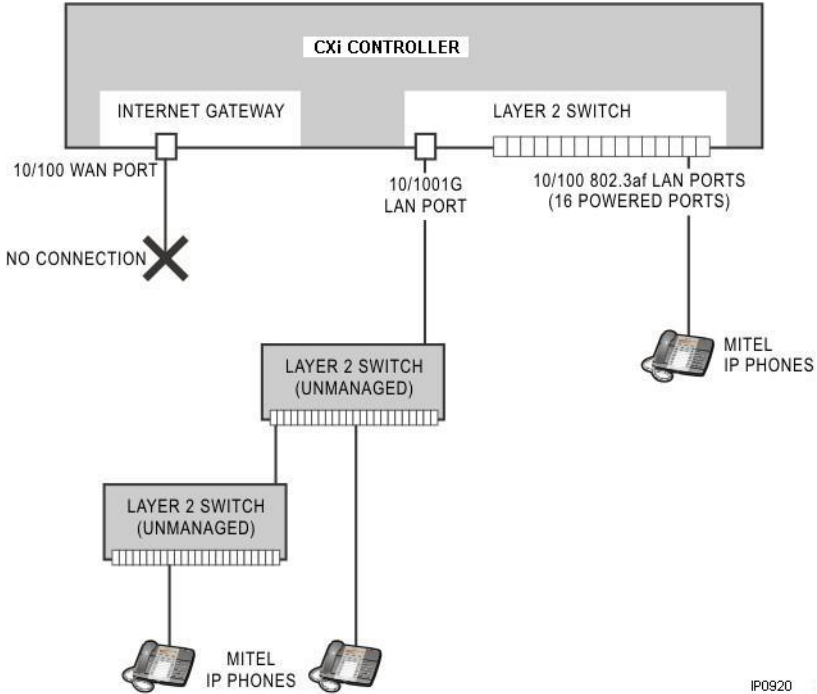 CXi CONTROLLER
INTERNET GATEWAY
LAYER 2 SWITCH
10/100 WAN PORT
10/1001G
LAN PORT
10/100 802.3af LAN PORTS
(16 POWERED PORTS)
NO CONNECTION
MITEL
IP PHONES
LAYER 2 SWITCH
(UNMANAGED)
LAYER 2 SWITCH
(UNMANAGED)
MITEL
IP PHONES
IP0920